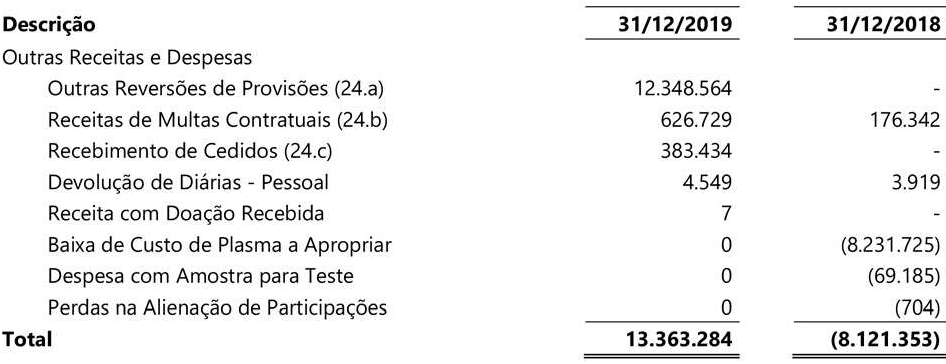 Descrição 31/12/2019 31/12/2018
Outras Receitas e Despesas
Outras Reversões de Provisões (24.a) 12.348.564 -
Receitas de Multas Contratuais (24.b) 626.729 176.342
Recebimento de Cedidos (24.c) 383.434 -
Devolução de Diárias - Pessoal 4.549 3.919
Receita com Doação Recebida 7 -
Baixa de Custo de Plasma a Apropriar 0 (8.231.725)
Despesa com Amostra para Teste 0 (69.185)
Perdas na Alienação de Participações 0 (704)
Total 13.363.284 (8.121.353)